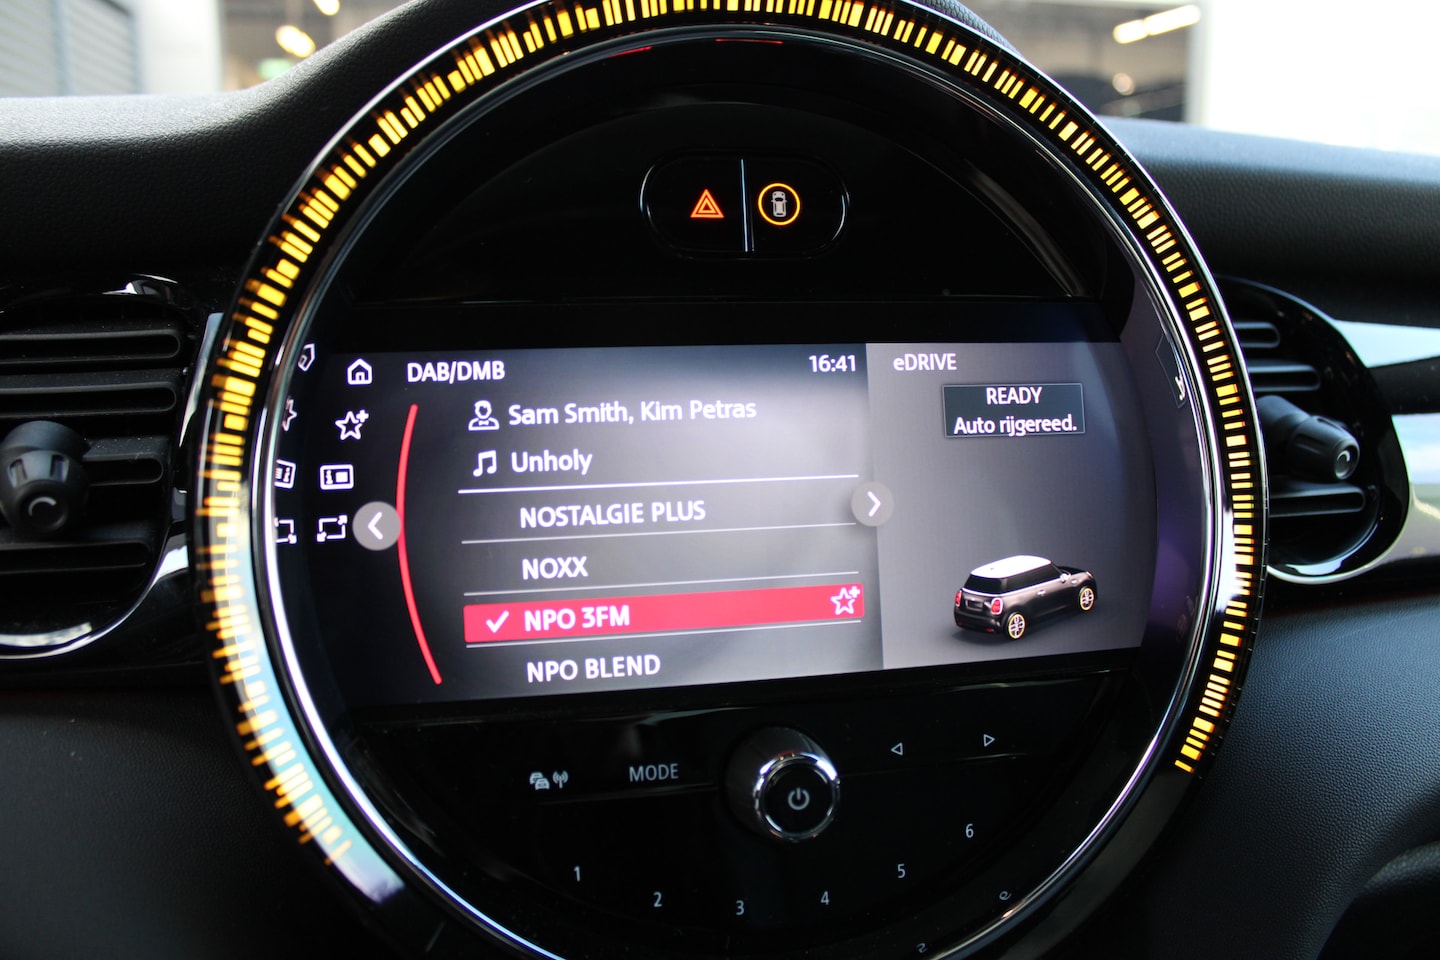 DAB/DMB
16:41
eDRIVE
READY
Auto rijgereed.
Sam Smith, Kim Petras
Unholy
NOSTALGIE PLUS
NOXX
NPO 3FM
NPO BLEND
MODE
1
2
3
4
5
6